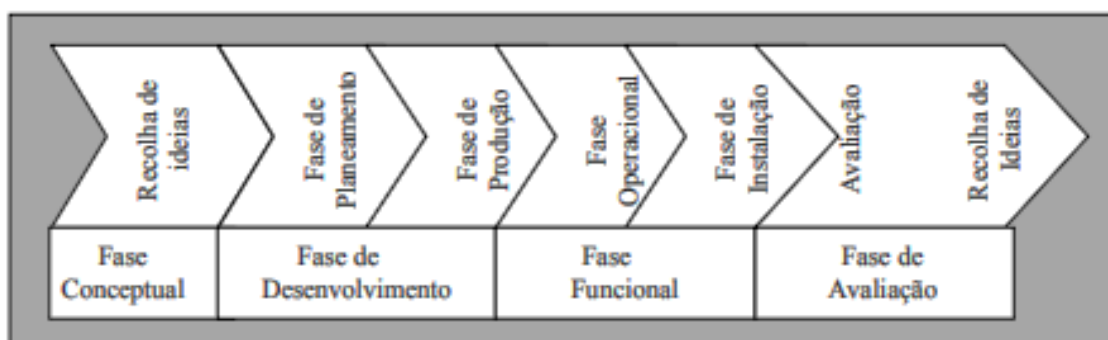 Recolha de
ideias
Fase de
Planeamento
Fase de
Produção
Fase
Operacional
Fase de
Instalação
Avaliação
Recolha de
Ideias
Fase
Conceptual
Fase de
Desenvolvimento
Fase
Funcional
Fase de
Avaliação